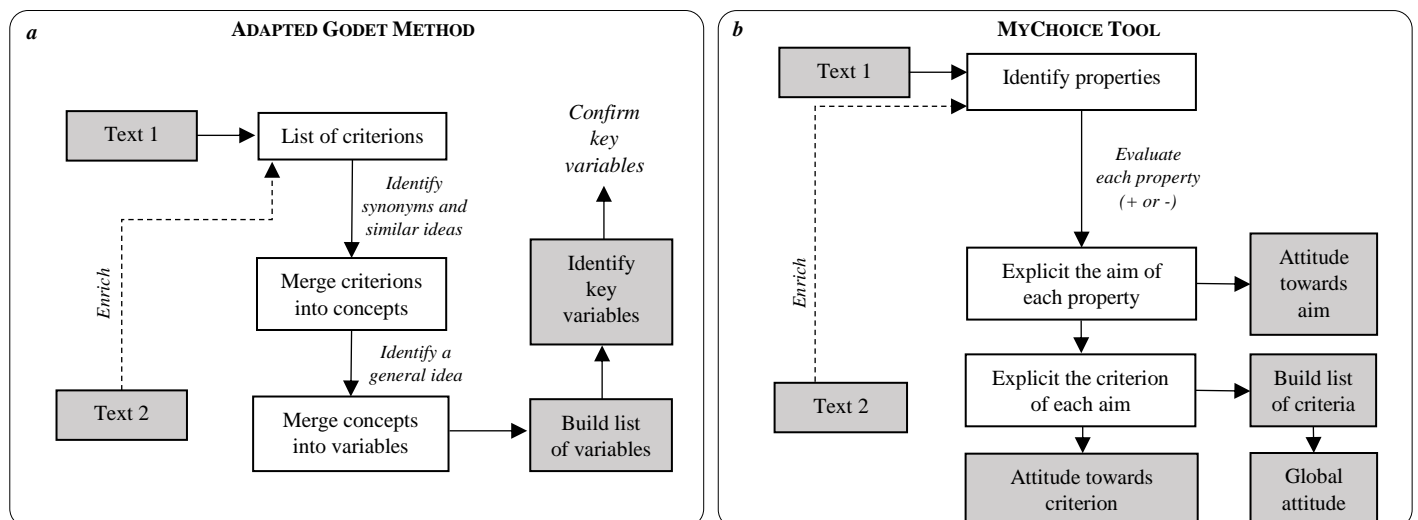 a
ADAPTED GODET METHOD
Text 1
List of criterions
Confirm
key
variables
Identify
synonyms and
similar ideas
Enrich
Merge criterions
into concepts
Identify
key
variables
Identify a
general idea
Text 2
Merge concepts
into variables
Build list
of variables
b
MYCHOICE TOOL
Text 1
Identify properties
Evaluate
each property
(+ or -)
Enrich
Explicit the aim of
each property
Attitude
towards
aim
Text 2
Explicit the criterion
of each aim
Build list
of criteria
Attitude towards
criterion
Global
attitude